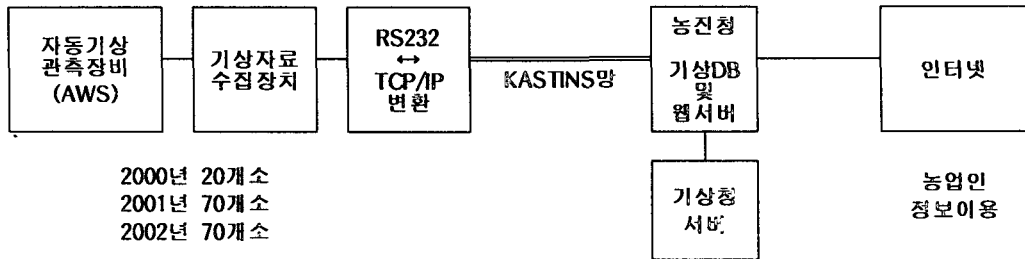 자동기상
관측장비
(AWS)
기상자료
수집장치
RS232
↔
TCP/IP
변환
KASTINS망
농진청
기상DB
및
웹서버
인터넷
기상청
서버
2000년 20개소
2001년 70개소
2002년 70개소
농업인
정보이용